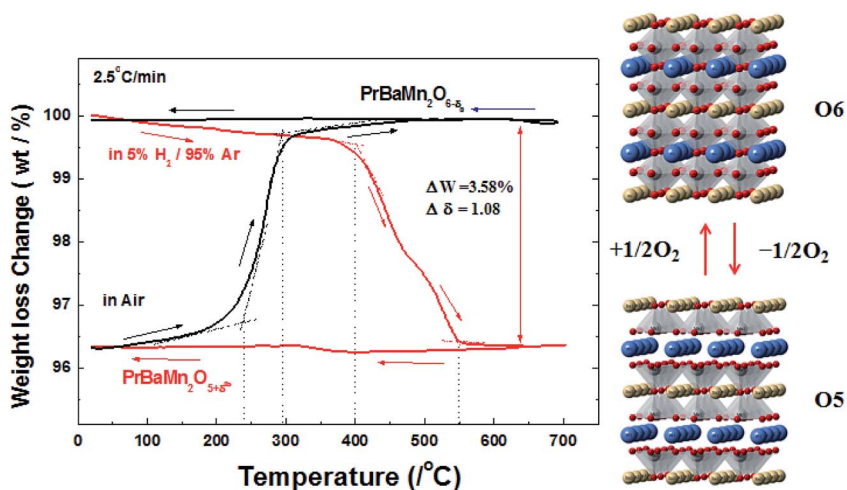 2.5°C/min
PrBaMn₂O₆₋δₛ
in 5% H₂ / 95% Ar
ΔW =3.58%
Δ δ = 1.08
in Air
PrBaMn₂O₅₊δ
100
99
98
97
96
Weight loss Change ( wt / %)
0
100
200
300
400
500
600
700
Temperature (/°C)
O6
+1/2O₂
−1/2O₂
O5